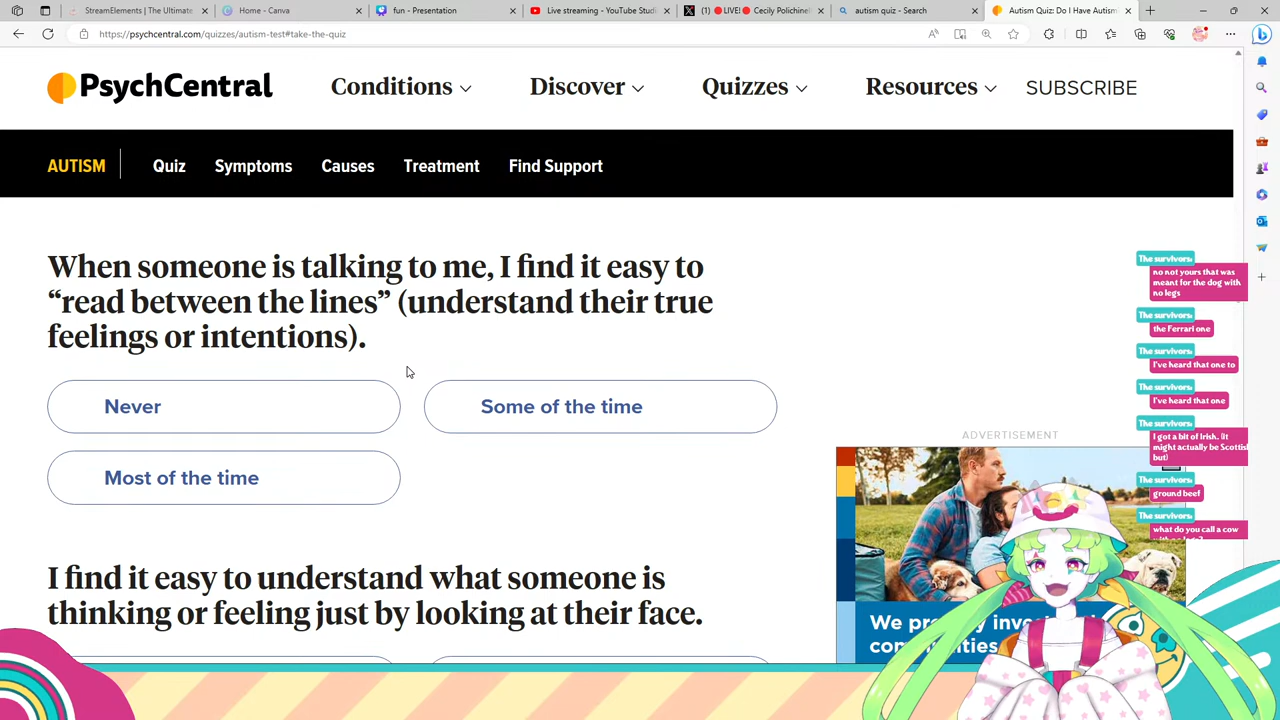 StreamElements | The Ultimate
Home - Canva
fun - Presentation
Live streaming - YouTube Studi
(1) 🔴LIVE!🔴 Cecily Polichinell
autism quiz - Search
Autism Quiz: Do I Have Autism
https://psychcentral.com/quizzes/autism-test#take-the-quiz
PsychCentral
Conditions
Discover
Quizzes
Resources
SUBSCRIBE
AUTISM
Quiz
Symptoms
Causes
Treatment
Find Support
When someone is talking to me, I find it easy to
“read between the lines” (understand their true
feelings or intentions).
Never
Some of the time
Most of the time
I find it easy to understand what someone is
thinking or feeling just by looking at their face.
ADVERTISEMENT
We
communities
The survivors:
no not yours that was
meant for the dog with
no legs
The survivors:
the Ferrari one
The survivors:
I've heard that one to
The survivors:
I've heard that one
The survivors:
I got a bit of Irish. (It
might actually be Scottish
but)
The survivors:
ground beef
The survivors:
what do you call a cow